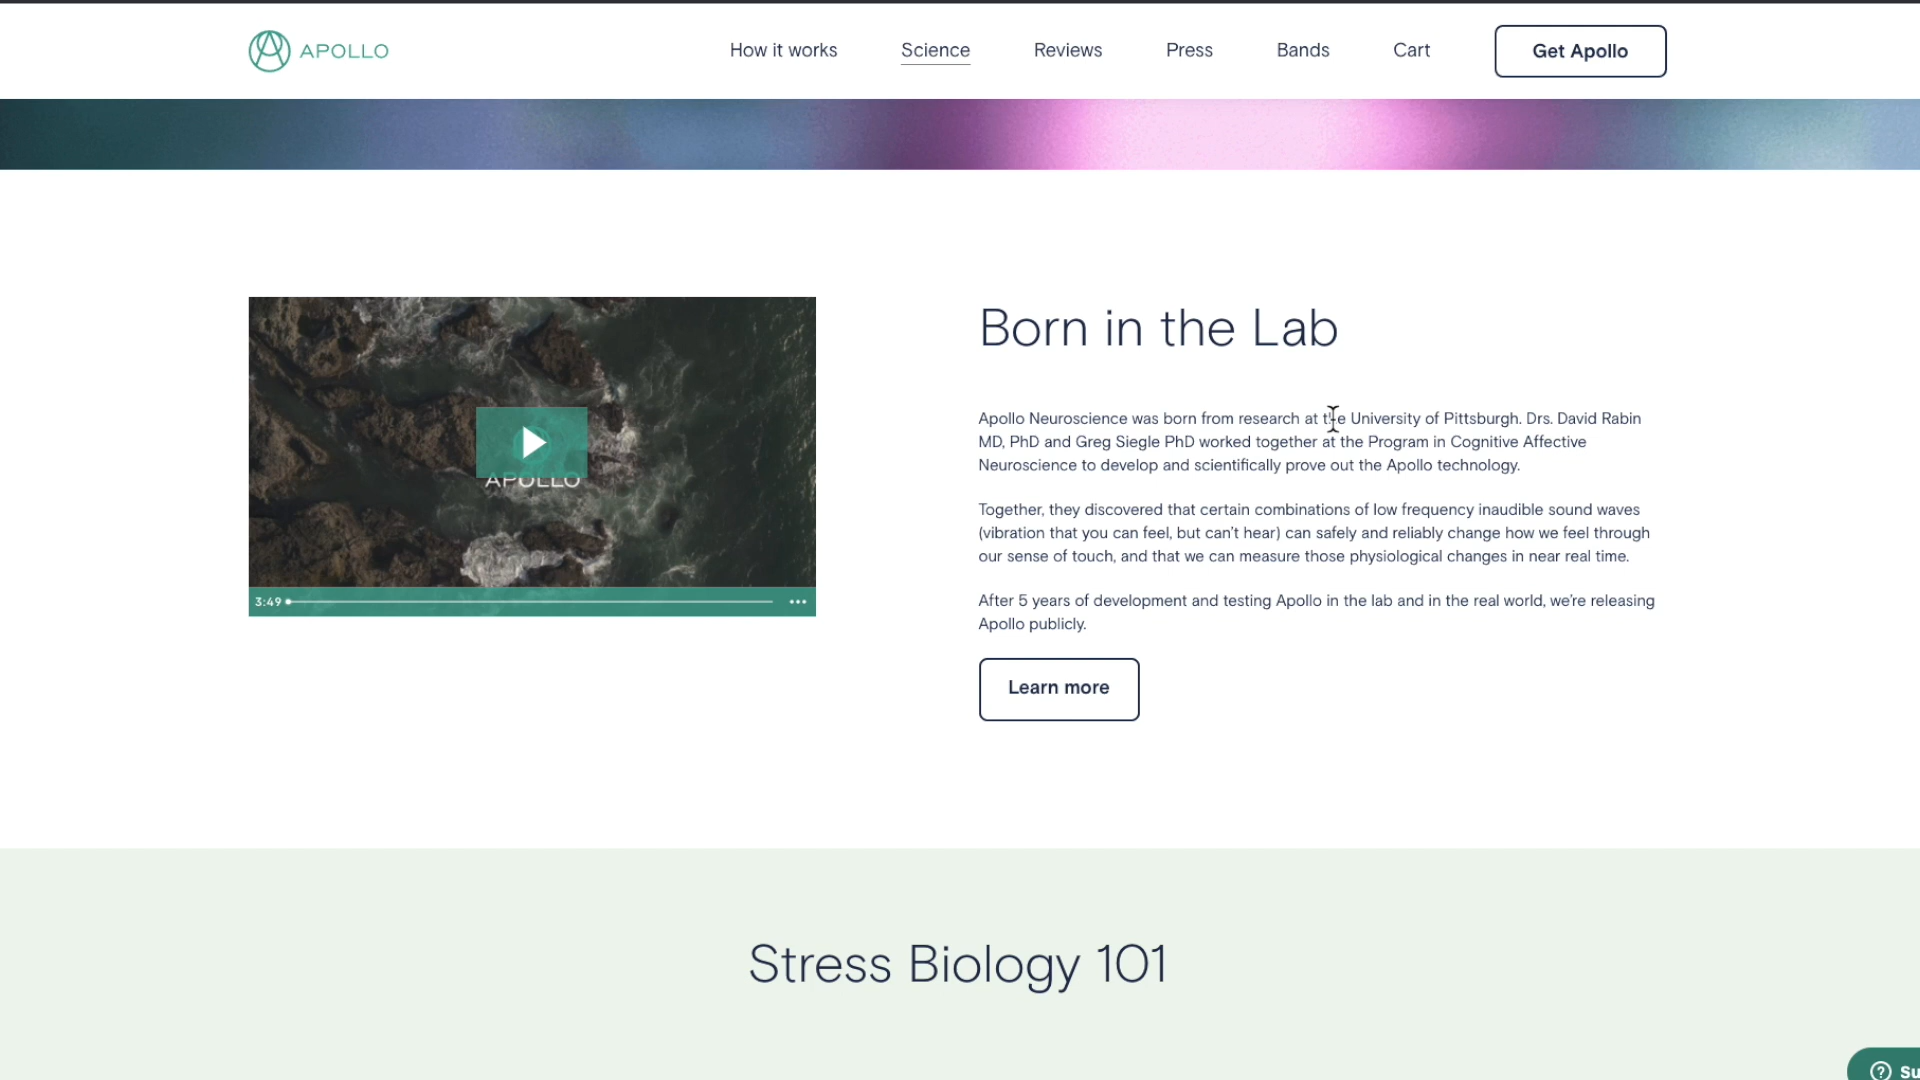 APOLLO
How it works
Science
Reviews
Press
Bands
Cart
Get Apollo
Born in the Lab
Apollo Neuroscience was born from research at the University of Pittsburgh. Drs. David Rabin
MD, PhD and Greg Siegle PhD worked together at the Program in Cognitive Affective
Neuroscience to develop and scientifically prove out the Apollo technology.
Together, they discovered that certain combinations of low frequency inaudible sound waves
(vibration that you can feel, but can't hear) can safely and reliably change how we feel through
our sense of touch, and that we can measure those physiological changes in near real time.
After 5 years of development and testing Apollo in the lab and in the real world, we're releasing
Apollo publicly.
Learn more
APOLLO
3:49
Stress Biology 101
Su